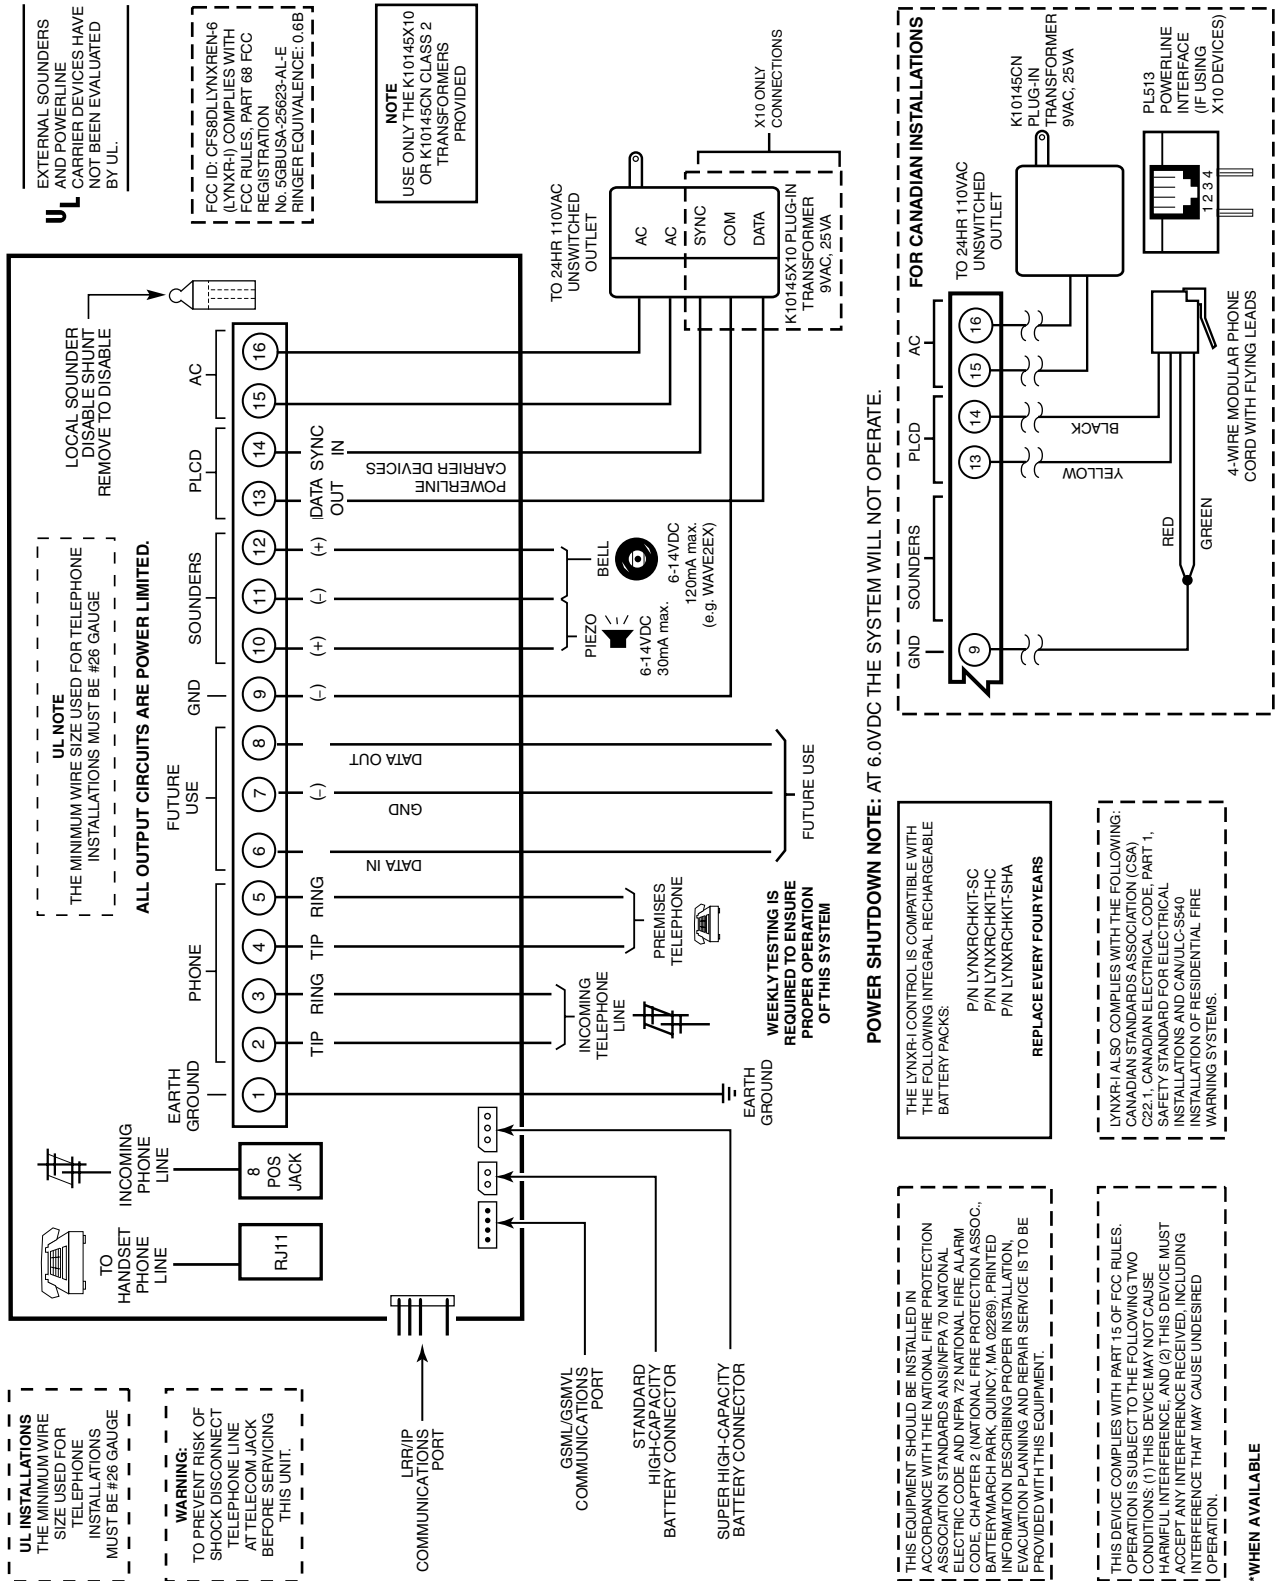 UL INSTALLATIONS
THE MINIMUM WIRE
SIZE USED FOR
TELEPHONE
INSTALLATIONS
MUST BE #26 GAUGE
WARNING:
TO PREVENT RISK OF
SHOCK DISCONNECT
TELEPHONE LINE
AT TELECOM JACK
BEFORE SERVICING
THIS UNIT.
TO
HANDSET
PHONE
LINE
RJ11
INCOMING
PHONE
LINE
8
POS
JACK
UL NOTE
THE MINIMUM WIRE SIZE USED FOR TELEPHONE
INSTALLATIONS MUST BE #26 GAUGE
ALL OUTPUT CIRCUITS ARE POWER LIMITED.
LOCAL SOUNDER
DISABLE SHUNT
REMOVE TO DISABLE
UL
EXTERNAL SOUNDERS
AND POWERLINE
CARRIER DEVICES HAVE
NOT BEEN EVALUATED
BY UL.
FCC ID: CFS8DLLYNXREN-6
(LYNXR-I) COMPLIES WITH
FCC RULES, PART 68 FCC
REGISTRATION
No. 5GBUSA-25623-AL-E
RINGER EQUIVALENCE: 0.6B
NOTE
USE ONLY THE K10145X10
OR K10145CN CLASS 2
TRANSFORMERS
PROVIDED
EARTH
GROUND
PHONE
FUTURE
USE
GND
SOUNDERS
PLCD
AC
1 2 3 4 5 6 7 8 9 10 11 12 13 14 15 16
TIP RING TIP RING
(–) (–) (+) (–) (+)
DATA
OUT
SYNC
IN
DATA IN
GND
DATA OUT
POWERLINE
CARRIER DEVICES
LRR/IP
COMMUNICATIONS
PORT
GSML/GSMVL
COMMUNICATIONS
PORT
STANDARD
HIGH-CAPACITY
BATTERY CONNECTOR
SUPER HIGH-CAPACITY
BATTERY CONNECTOR
EARTH
GROUND
INCOMING
TELEPHONE
LINE
PREMISES
TELEPHONE
WEEKLY TESTING IS
REQUIRED TO ENSURE
PROPER OPERATION
OF THIS SYSTEM
FUTURE USE
PIEZO
6-14VDC
30mA max.
BELL
6-14VDC
120mA max.
(e.g. WAVE2EX)
TO 24HR 110VAC
UNSWITCHED
OUTLET
AC
AC
SYNC
COM
DATA
K10145X10 PLUG-IN
TRANSFORMER
9VAC, 25VA
X10 ONLY
CONNECTIONS
POWER SHUTDOWN NOTE: AT 6.0VDC THE SYSTEM WILL NOT OPERATE.
THIS EQUIPMENT SHOULD BE INSTALLED IN
ACCORDANCE WITH THE NATIONAL FIRE PROTECTION
ASSOCIATION STANDARDS ANSI/NFPA 70 NATONAL
ELECTRIC CODE AND NFPA 72 NATIONAL FIRE ALARM
CODE, CHAPTER 2 (NATIONAL FIRE PROTECTION ASSOC.,
BATTERYMARCH PARK, QUINCY, MA 02269). PRINTED
INFORMATION DESCRIBING PROPER INSTALLATION,
EVACUATION PLANNING AND REPAIR SERVICE IS TO BE
PROVIDED WITH THIS EQUIPMENT.
THE LYNXR-I CONTROL IS COMPATIBLE WITH
THE FOLLOWING INTEGRAL RECHARGEABLE
BATTERY PACKS:
P/N LYNXRCHKIT-SC
P/N LYNXRCHKIT-HC
P/N LYNXRCHKIT-SHA
REPLACE EVERY FOUR YEARS
THIS DEVICE COMPLIES WITH PART 15 OF FCC RULES.
OPERATION IS SUBJECT TO THE FOLLOWING TWO
CONDITIONS: (1) THIS DEVICE MAY NOT CAUSE
HARMFUL INTERFERENCE, AND (2) THIS DEVICE MUST
ACCEPT ANY INTERFERENCE RECEIVED, INCLUDING
INTERFERENCE THAT MAY CAUSE UNDESIRED
OPERATION.
LYNXR-I ALSO COMPLIES WITH THE FOLLOWING:
CANADIAN STANDARDS ASSOCIATION (CSA)
C22.1, CANADIAN ELECTRICAL CODE, PART 1,
SAFETY STANDARD FOR ELECTRICAL
INSTALLATIONS AND CAN/ULC-S540
INSTALLATION OF RESIDENTIAL FIRE
WARNING SYSTEMS.
*WHEN AVAILABLE
FOR CANADIAN INSTALLATIONS
GND
SOUNDERS
PLCD
AC
9 13 14 15 16
YELLOW
BLACK
RED
GREEN
TO 24HR 110VAC
UNSWITCHED
OUTLET
K10145CN
PLUG-IN
TRANSFORMER
9VAC, 25VA
4-WIRE MODULAR PHONE
CORD WITH FLYING LEADS
1 2 3 4
PL513
POWERLINE
INTERFACE
(IF USING
X10 DEVICES)